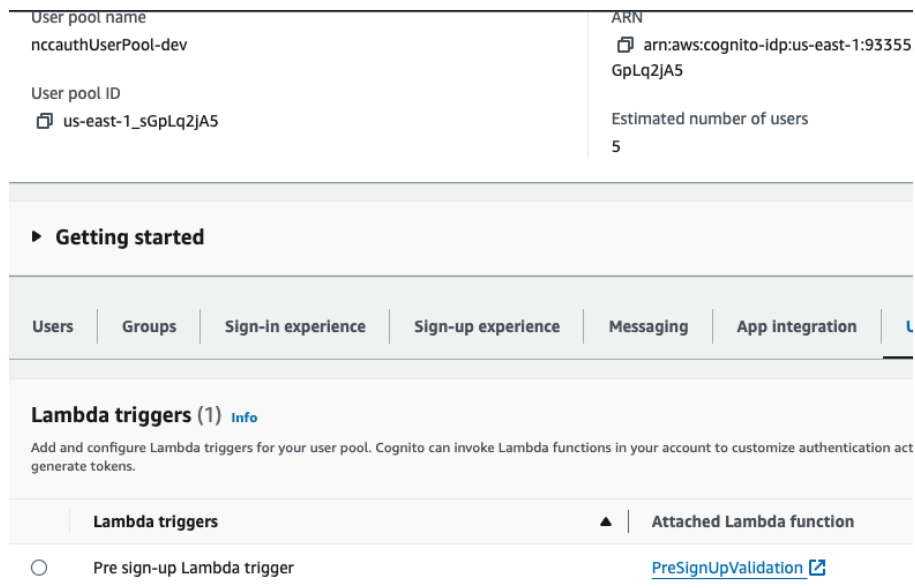 User pool name
nccauthUserPool-dev
User pool ID
us-east-1_sGpLq2jA5
ARN
arn:aws:cognito-idp:us-east-1:93355
GpLq2jA5
Estimated number of users
5
Getting started
Users Groups Sign-in experience Sign-up experience Messaging App integration U
Lambda triggers (1) Info
Add and configure Lambda triggers for your user pool. Cognito can invoke Lambda functions in your account to customize authentication act
generate tokens.
Lambda triggers Attached Lambda function
Pre sign-up Lambda trigger PreSignUpValidation